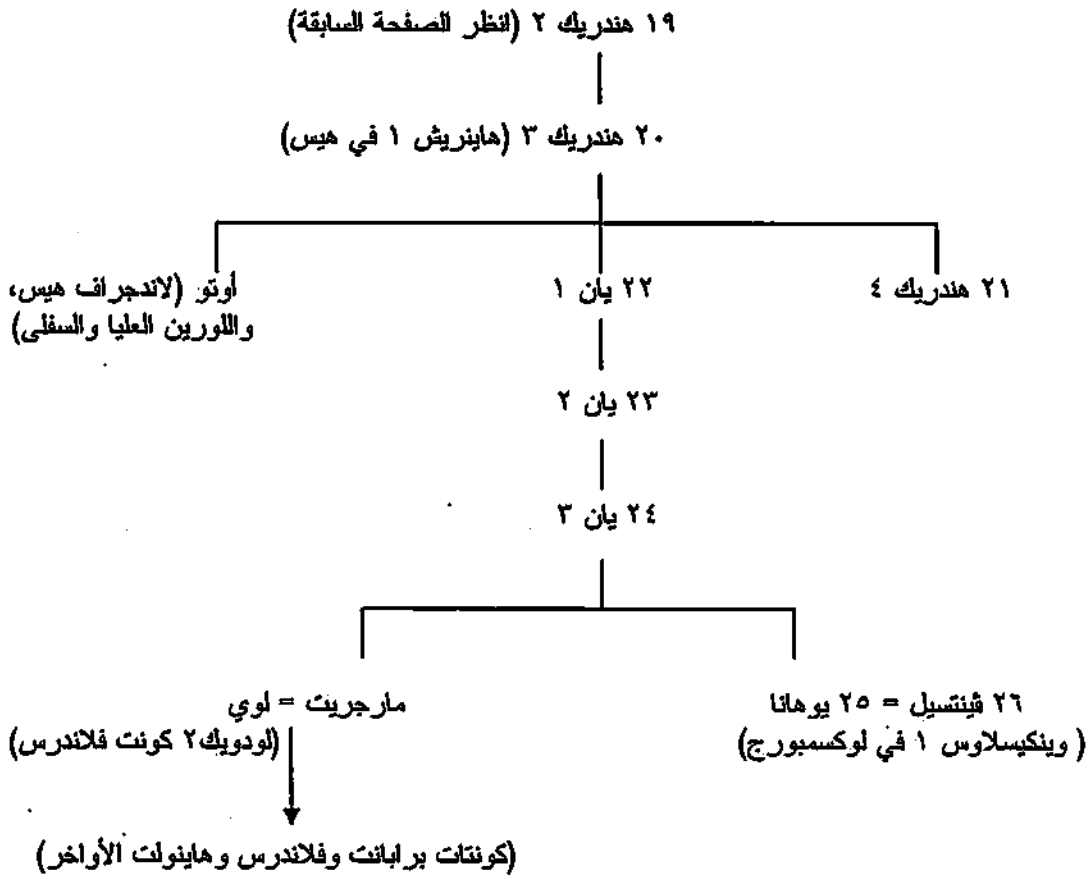 ١٩ هندريك ٢ (انظر الصفحة السابقة)
٢٠ هندريك ٣ (هاينريش ١ في هيس)
٢١ هندريك ٤
٢٢ يان ١
أوتو (لاندجراف هيس،
واللورين العليا والسفلى)
٢٣ يان ٢
٢٤ يان ٣
٢٦ ڤينتسيل = ٢٥ يوهانا
(وينكيسلاوس ١ في لوكسمبورج)
مارجريت = لوي
(لودويك٢ كونت فلاندرس)
(كونتات برابانت وفلاندرس وهاينولت الأواخر)